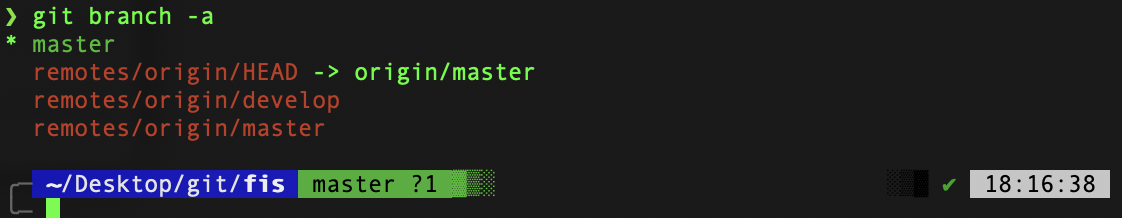 ❯ git branch -a
* master
  remotes/origin/HEAD -> origin/master
  remotes/origin/develop
  remotes/origin/master
~/Desktop/git/fis master ?1 ✔ 18:16:38